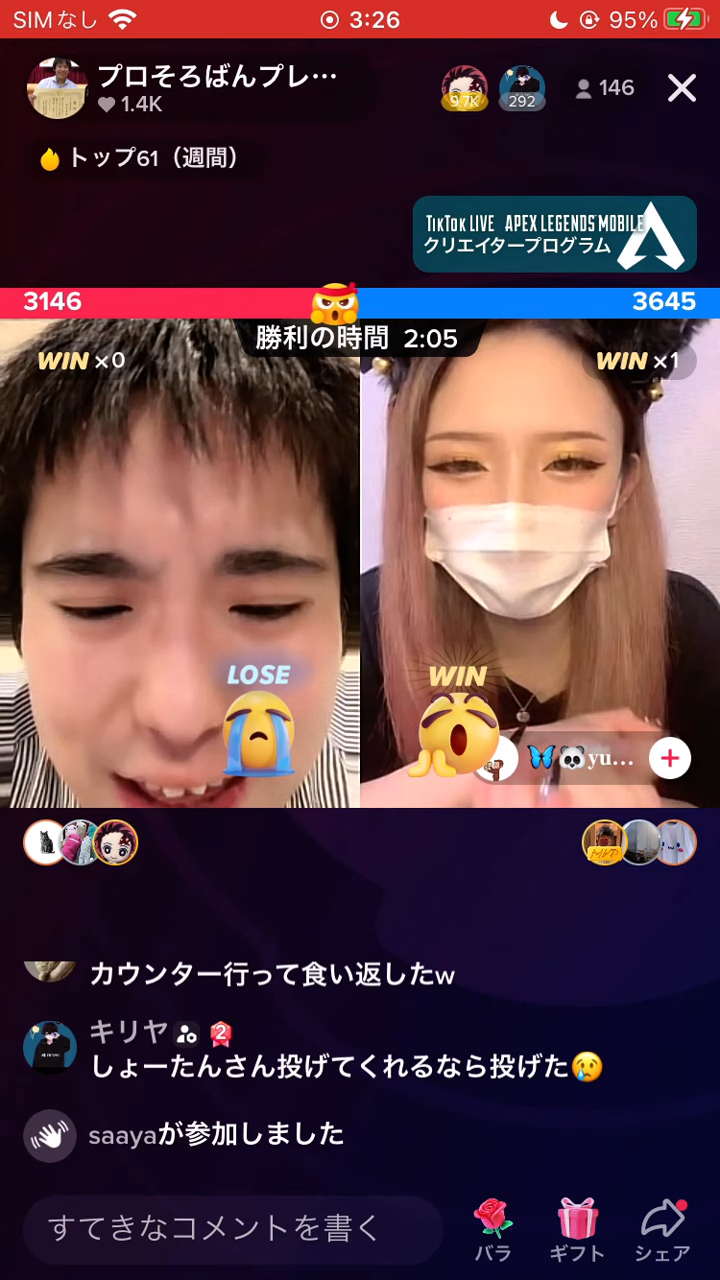 SIMなし 3:26 95%
プロそろばんプレ…
1.4K
9.7K 292 146
トップ61（週間）
TikTok LIVE APEX LEGENDS MOBILE
クリエイタープログラム
3146 3645
勝利の時間 2:05
WIN ×0 WIN ×1
LOSE WIN
yu…
カウンター行って食い返したw
キリヤ 2
しょーたんさん投げてくれるなら投げた😢
saayaが参加しました
すてきなコメントを書く
バラ ギフト シェア